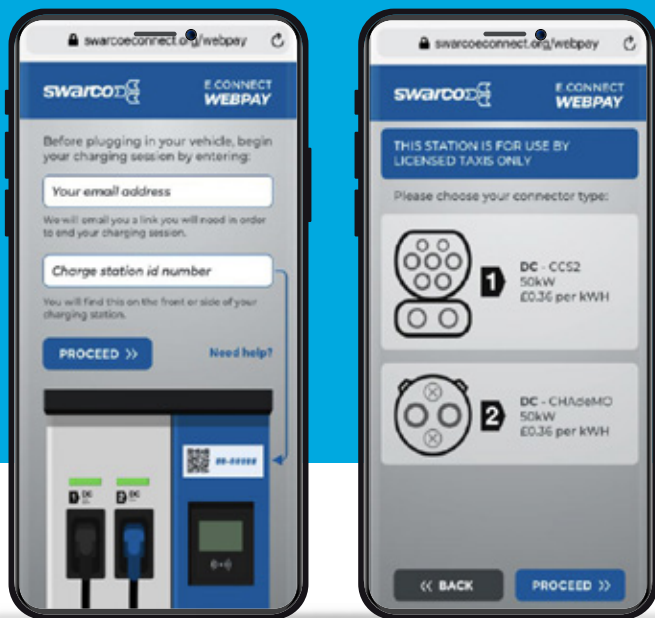 swarcoeconnect.org/webpay
swarco
E.CONNECT
WEBPAY
Before plugging in your vehicle, begin
your charging session by entering:
Your email address
We will email you a link you will need in order
to end your charging session.
Charge station id number
You will find this on the front or side of your
charging station.
PROCEED >>
Need help?
##-#####
1 DC
2 DC
swarcoeconnect.org/webpay
swarco
E.CONNECT
WEBPAY
THIS STATION IS FOR USE BY
LICENSED TAXIS ONLY
Please choose your connector type:
1
DC - CCS2
50kW
£0.36 per kWH
2
DC - CHAdeMO
50kW
£0.36 per kWH
<< BACK
PROCEED >>